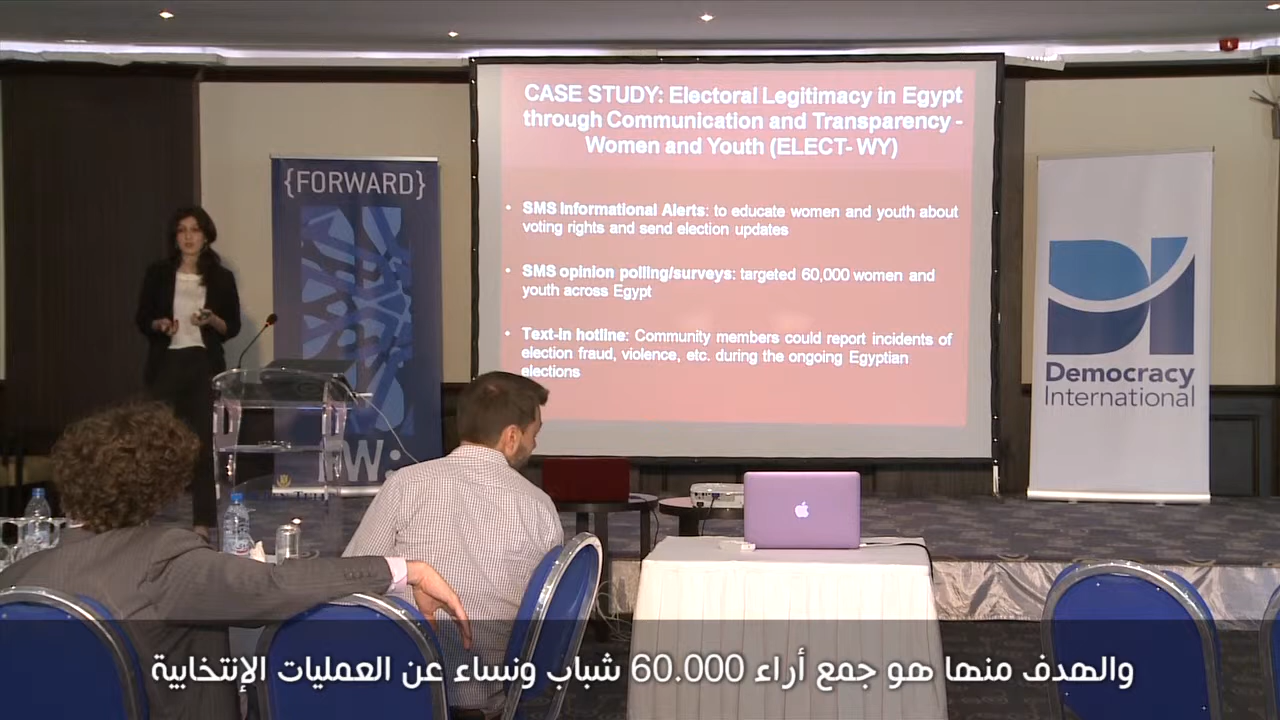 {FORWARD}
CASE STUDY: Electoral Legitimacy in Egypt
through Communication and Transparency -
Women and Youth (ELECT- WY)
• SMS Informational Alerts: to educate women and youth about
voting rights and send election updates
• SMS opinion polling/surveys: targeted 60,000 women and
youth across Egypt
• Text-in hotline: Community members could report incidents of
election fraud, violence, etc. during the ongoing Egyptian
elections
DI
Democracy
International
والهدف منها هو جمع أراء 60.000 شباب ونساء عن العمليات الإنتخابية